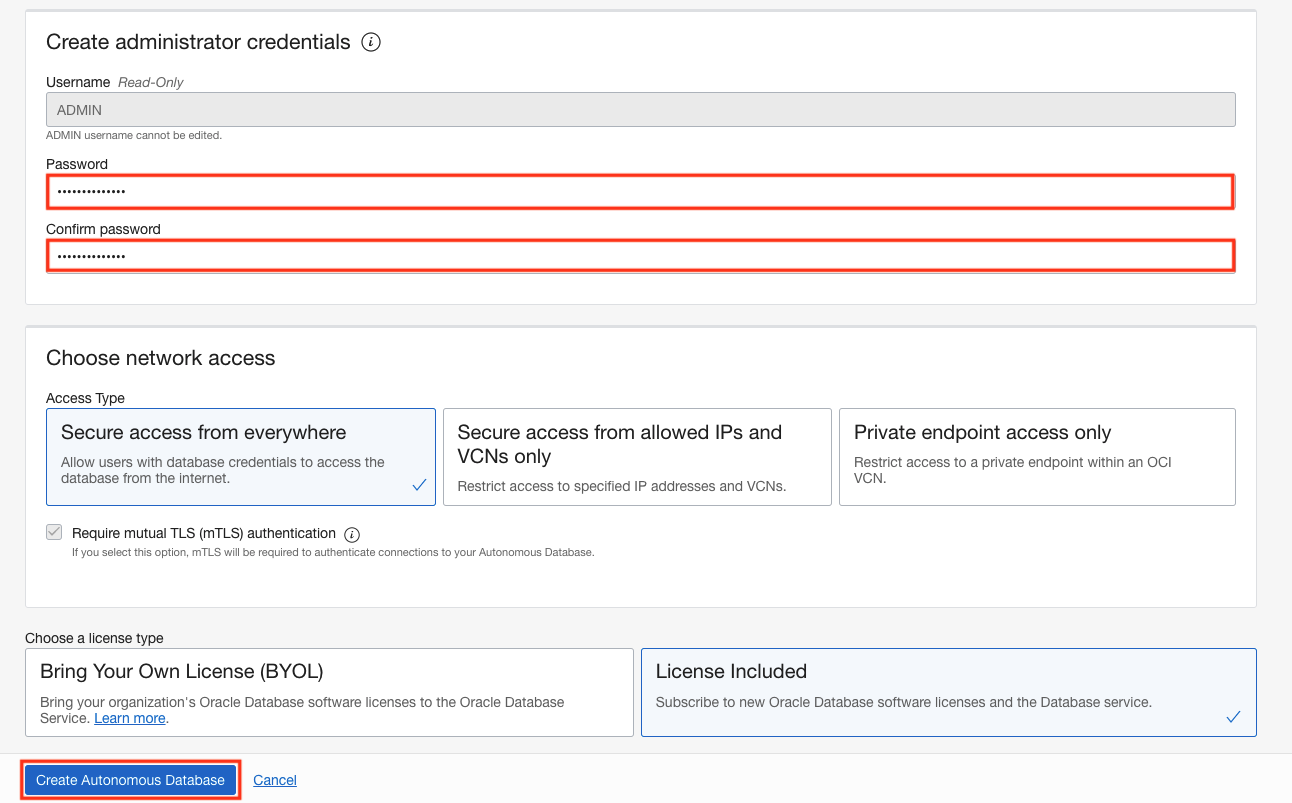 Create administrator credentials
Username Read-Only
ADMIN
ADMIN username cannot be edited.
Password
••••••••••••••
Confirm password
••••••••••••••
Choose network access
Access Type
Secure access from everywhere
Allow users with database credentials to access the
database from the internet.
Secure access from allowed IPs and
VCNs only
Restrict access to specified IP addresses and VCNs.
Private endpoint access only
Restrict access to a private endpoint within an OCI
VCN.
Require mutual TLS (mTLS) authentication
If you select this option, mTLS will be required to authenticate connections to your Autonomous Database.
Choose a license type
Bring Your Own License (BYOL)
Bring your organization's Oracle Database software licenses to the Oracle Database
Service. Learn more.
License Included
Subscribe to new Oracle Database software licenses and the Database service.
Create Autonomous Database
Cancel